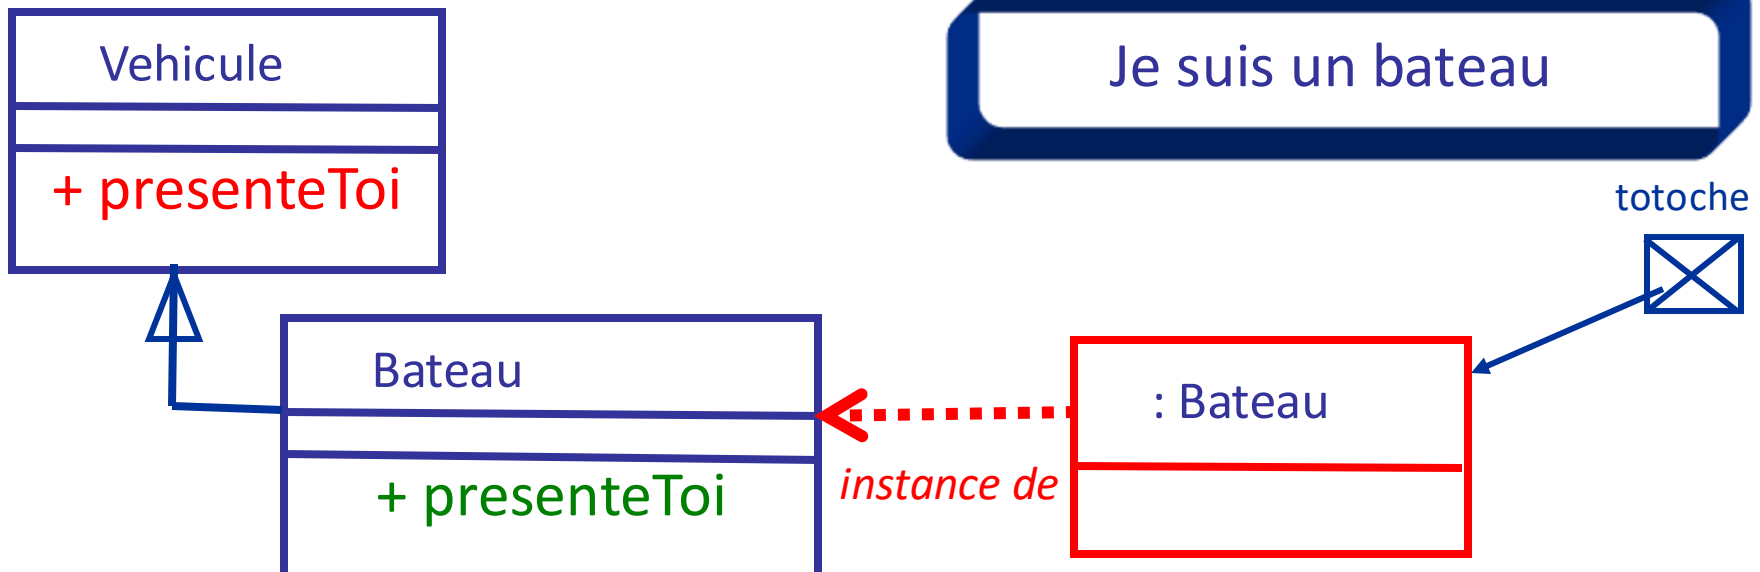 Vehicule
+ presenteToi
Je suis un bateau
totoche
Bateau
+ presenteToi
instance de
: Bateau